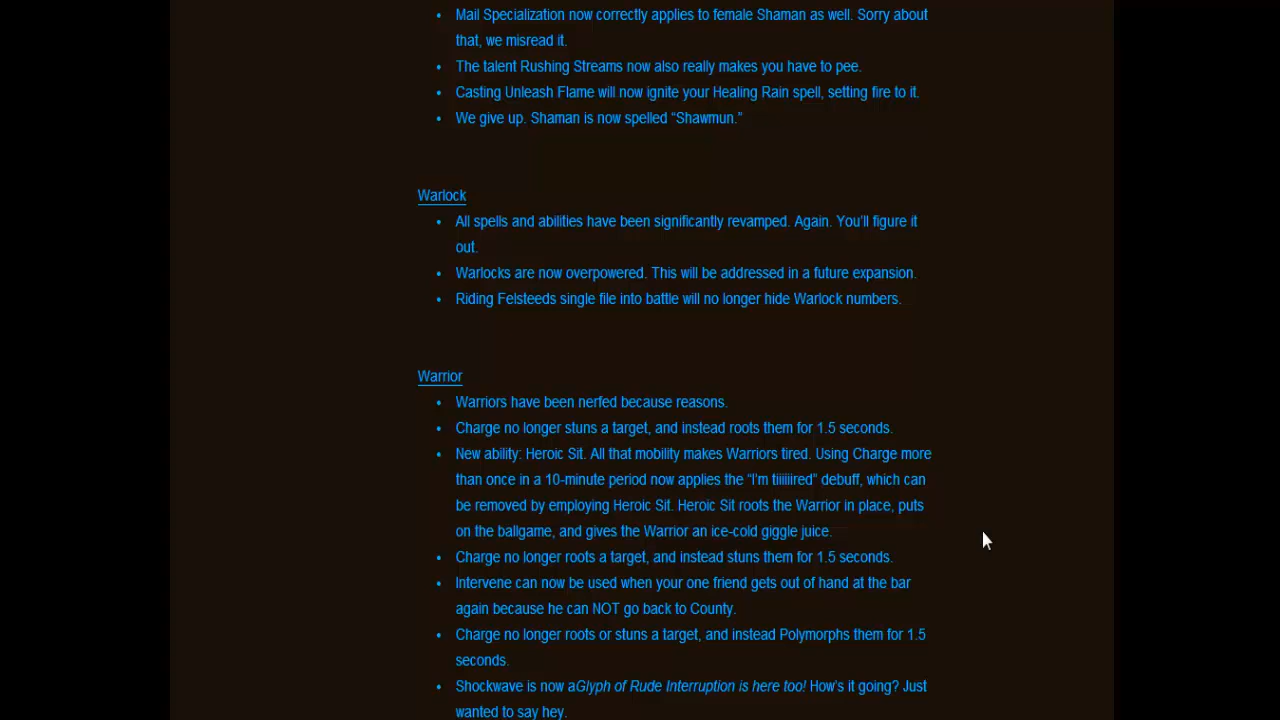 Mail Specialization now correctly applies to female Shaman as well. Sorry about
that, we misread it.
The talent Rushing Streams now also really makes you have to pee.
Casting Unleash Flame will now ignite your Healing Rain spell, setting fire to it.
We give up. Shaman is now spelled “Shawmun.”
Warlock
All spells and abilities have been significantly revamped. Again. You’ll figure it
out.
Warlocks are now overpowered. This will be addressed in a future expansion.
Riding Felsteeds single file into battle will no longer hide Warlock numbers.
Warrior
Warriors have been nerfed because reasons.
Charge no longer stuns a target, and instead roots them for 1.5 seconds.
New ability: Heroic Sit. All that mobility makes Warriors tired. Using Charge more
than once in a 10-minute period now applies the “I’m tiiiiiired” debuff, which can
be removed by employing Heroic Sit. Heroic Sit roots the Warrior in place, puts
on the ballgame, and gives the Warrior an ice-cold giggle juice.
Charge no longer roots a target, and instead stuns them for 1.5 seconds.
Intervene can now be used when your one friend gets out of hand at the bar
again because he can NOT go back to County.
Charge no longer roots or stuns a target, and instead Polymorphs them for 1.5
seconds.
Shockwave is now aGlyph of Rude Interruption is here too! How’s it going? Just
wanted to say hey.